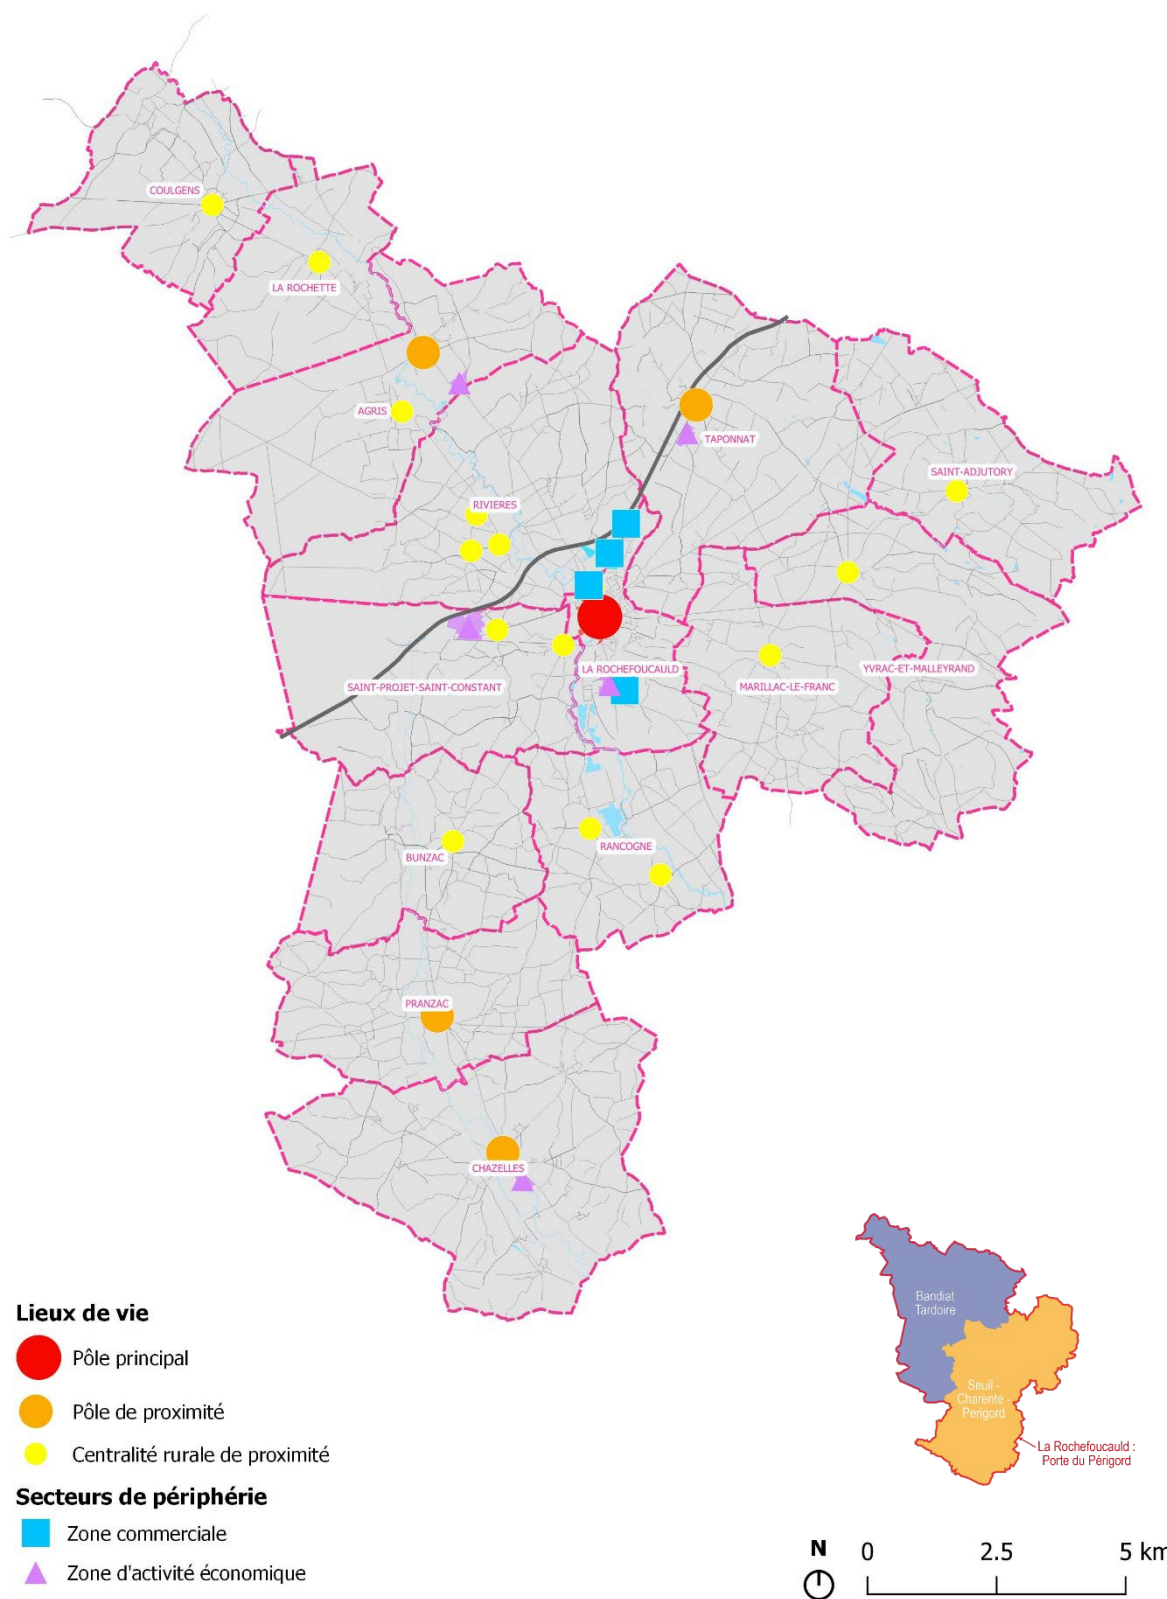 COULGENS
LA ROCHETTE
AGRIS
TAPONNAT
SAINT-ADJUTORY
RIVIERES
LA ROCHEFOUCAULD
YVRAC-ET-MALLEYRAND
SAINT-PROJET-SAINT-CONSTANT
MARILLAC-LE-FRANC
RANCOGNE
BUNZAC
PRANZAC
CHAZELLES
Lieux de vie
Pôle principal
Pôle de proximité
Centralité rurale de proximité
Secteurs de périphérie
Zone commerciale
Zone d'activité économique
Bandiat
Tardoire
Seuil -
Charente
Perigord
La Rochefoucauld :
Porte du Périgord
N
0 2.5 5 km